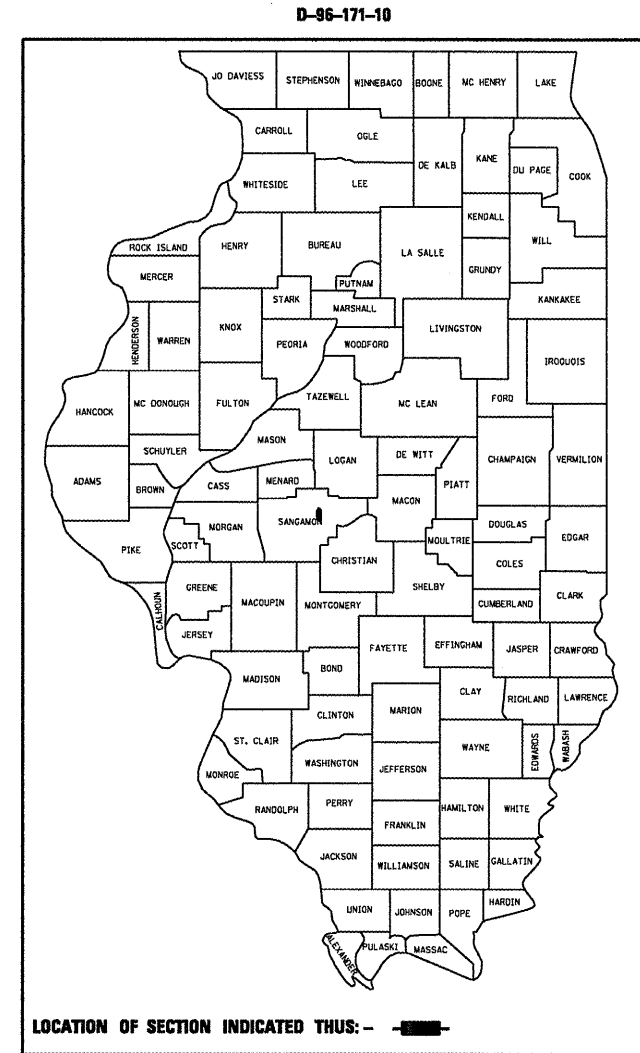 D-96-171-10
JO DAVIESS STEPHENSON WINNEBAGO BOONE MC HENRY LAKE
CARROLL OGLE DE KALB KANE DU PAGE COOK
WHITESIDE LEE
KENDALL
ROCK ISLAND HENRY BUREAU LA SALLE WILL
MERCER PUTNAM GRUNDY
STARK MARSHALL KANKAKEE
HENDERSON WARREN KNOX PEORIA WOODFORD LIVINGSTON IROQUOIS
HANCOCK MC DONOUGH FULTON TAZEWELL MC LEAN FORD
SCHUYLER MASON LOGAN DE WITT CHAMPAIGN VERMILION
ADAMS BROWN CASS MENARD MACON PIATT
PIKE SCOTT MORGAN SANGAMON CHRISTIAN MOULTRIE DOUGLAS EDGAR
COLES
CALHOUN GREENE MACOUPIN MONTGOMERY SHELBY CUMBERLAND CLARK
JERSEY FAYETTE EFFINGHAM JASPER CRAWFORD
MADISON BOND
CLAY RICHLAND LAWRENCE
CLINTON MARION
ST. CLAIR WAYNE EDWARDS WABASH
MONROE WASHINGTON JEFFERSON
RANDOLPH PERRY HAMILTON WHITE
FRANKLIN
JACKSON WILLIAMSON SALINE GALLATIN
UNION JOHNSON POPE HARDIN
ALEXANDER PULASKI MASSAC
LOCATION OF SECTION INDICATED THUS: -